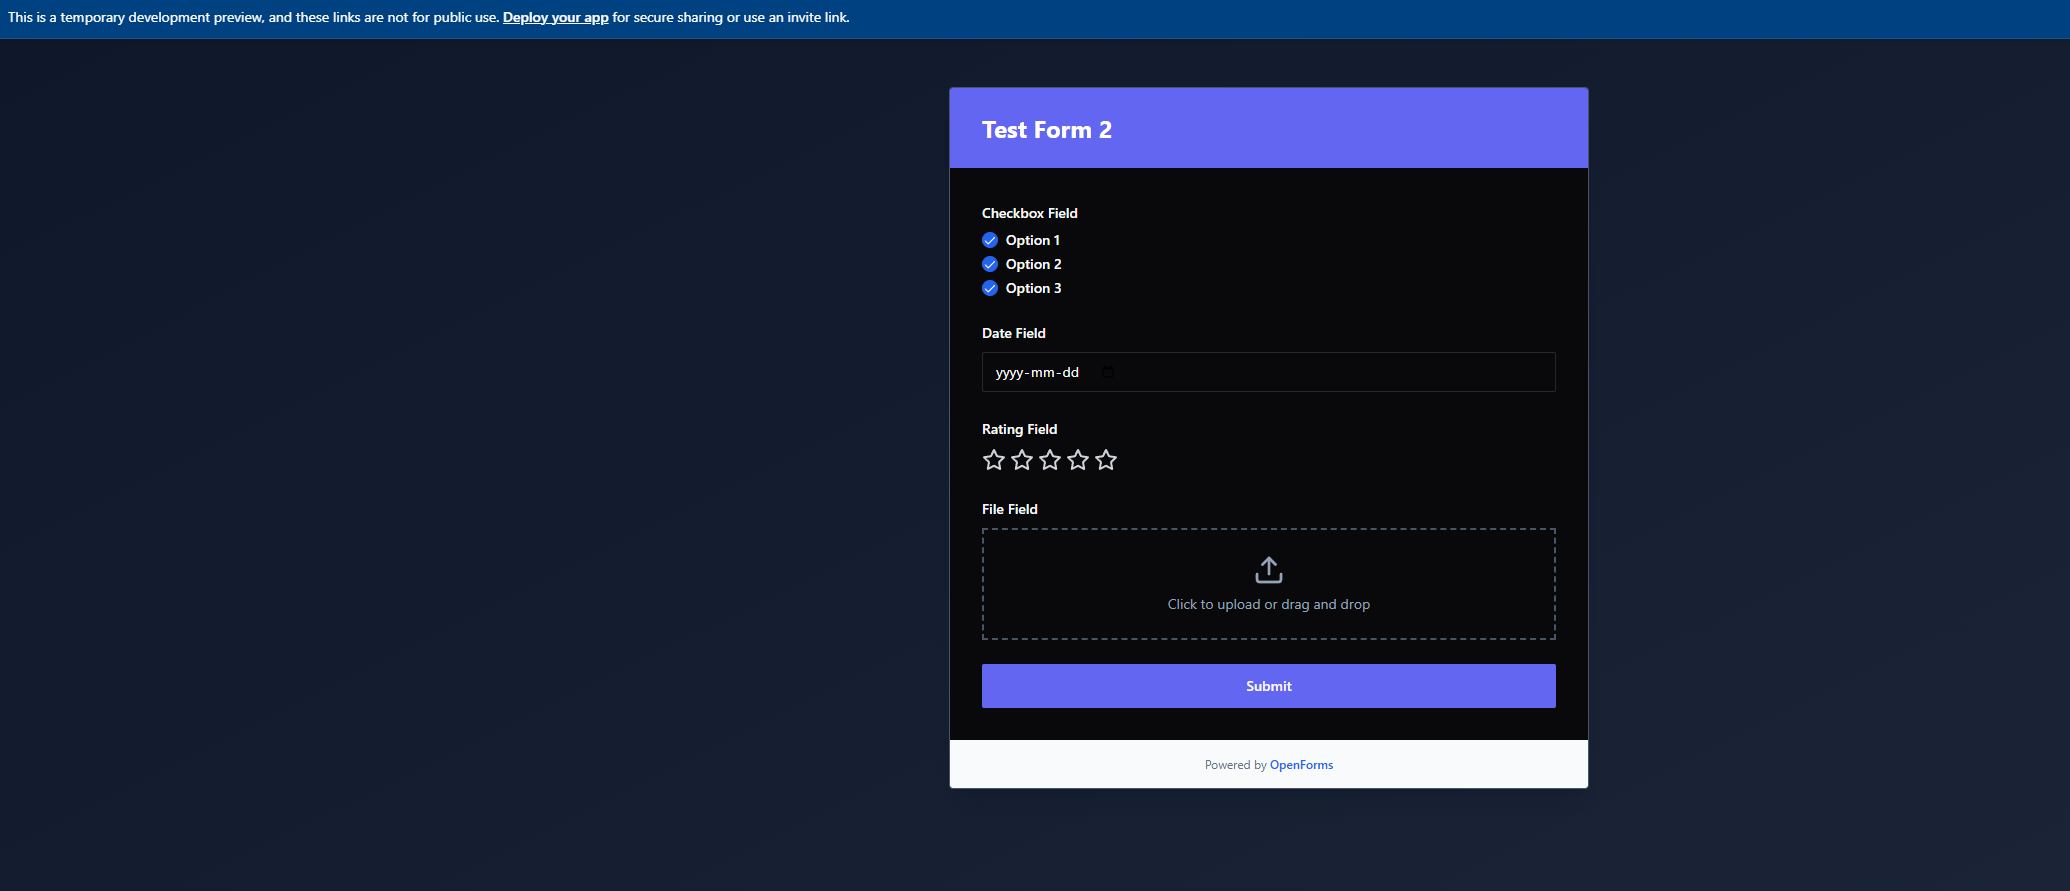 This is a temporary development preview, and these links are not for public use. Deploy your app for secure sharing or use an invite link.
Test Form 2
Checkbox Field
Option 1
Option 2
Option 3
Date Field
yyyy-mm-dd
Rating Field
File Field
Click to upload or drag and drop
Submit
Powered by OpenForms